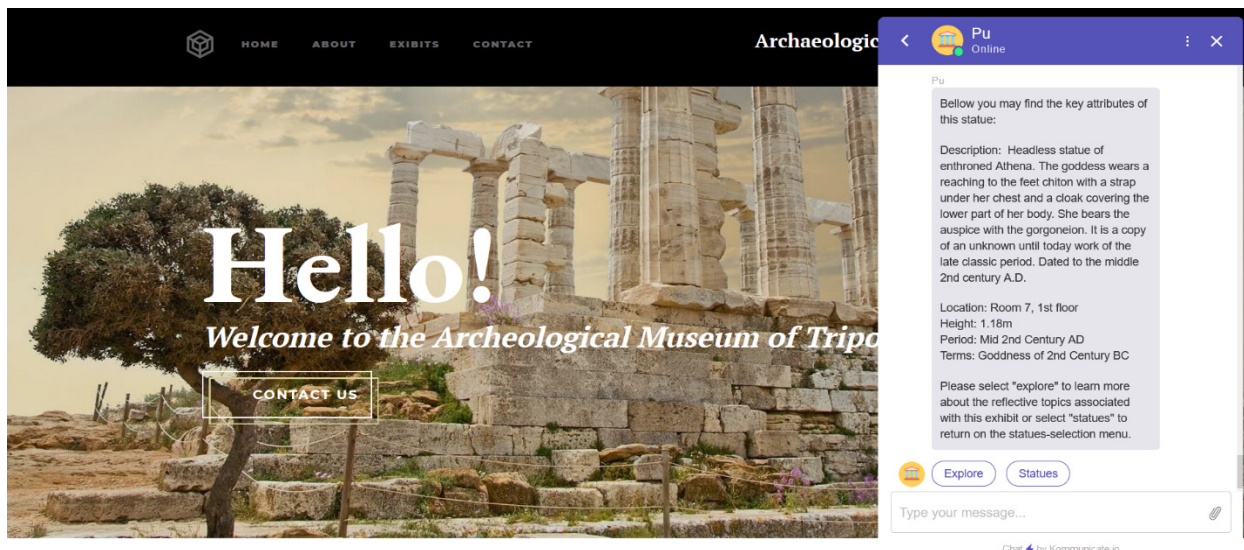 HOME ABOUT EXIBITS CONTACT
Archaeologic
Hello!
Welcome to the Archeological Museum of Tripo
CONTACT US
Pu
Online
Pu
Bellow you may find the key attributes of
this statue:
Description: Headless statue of
enthroned Athena. The goddess wears a
reaching to the feet chiton with a strap
under her chest and a cloak covering the
lower part of her body. She bears the
auspice with the gorgoneion. It is a copy
of an unknown until today work of the
late classic period. Dated to the middle
2nd century A.D.
Location: Room 7, 1st floor
Height: 1.18m
Period: Mid 2nd Century AD
Terms: Goddness of 2nd Century BC
Please select "explore" to learn more
about the reflective topics associated
with this exhibit or select "statues" to
return on the statues-selection menu.
Explore Statues
Type your message...
Chat by Kommunicate.io